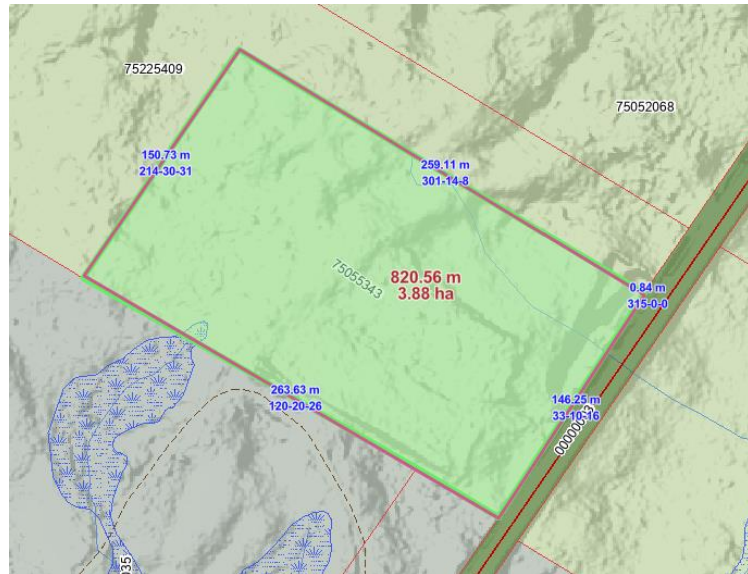 75225409
75052068
150.73 m
214-30-31
259.11 m
301-14-8
75055343
820.56 m
3.88 ha
0.84 m
315-0-0
263.63 m
120-20-26
146.25 m
33-10-16
35